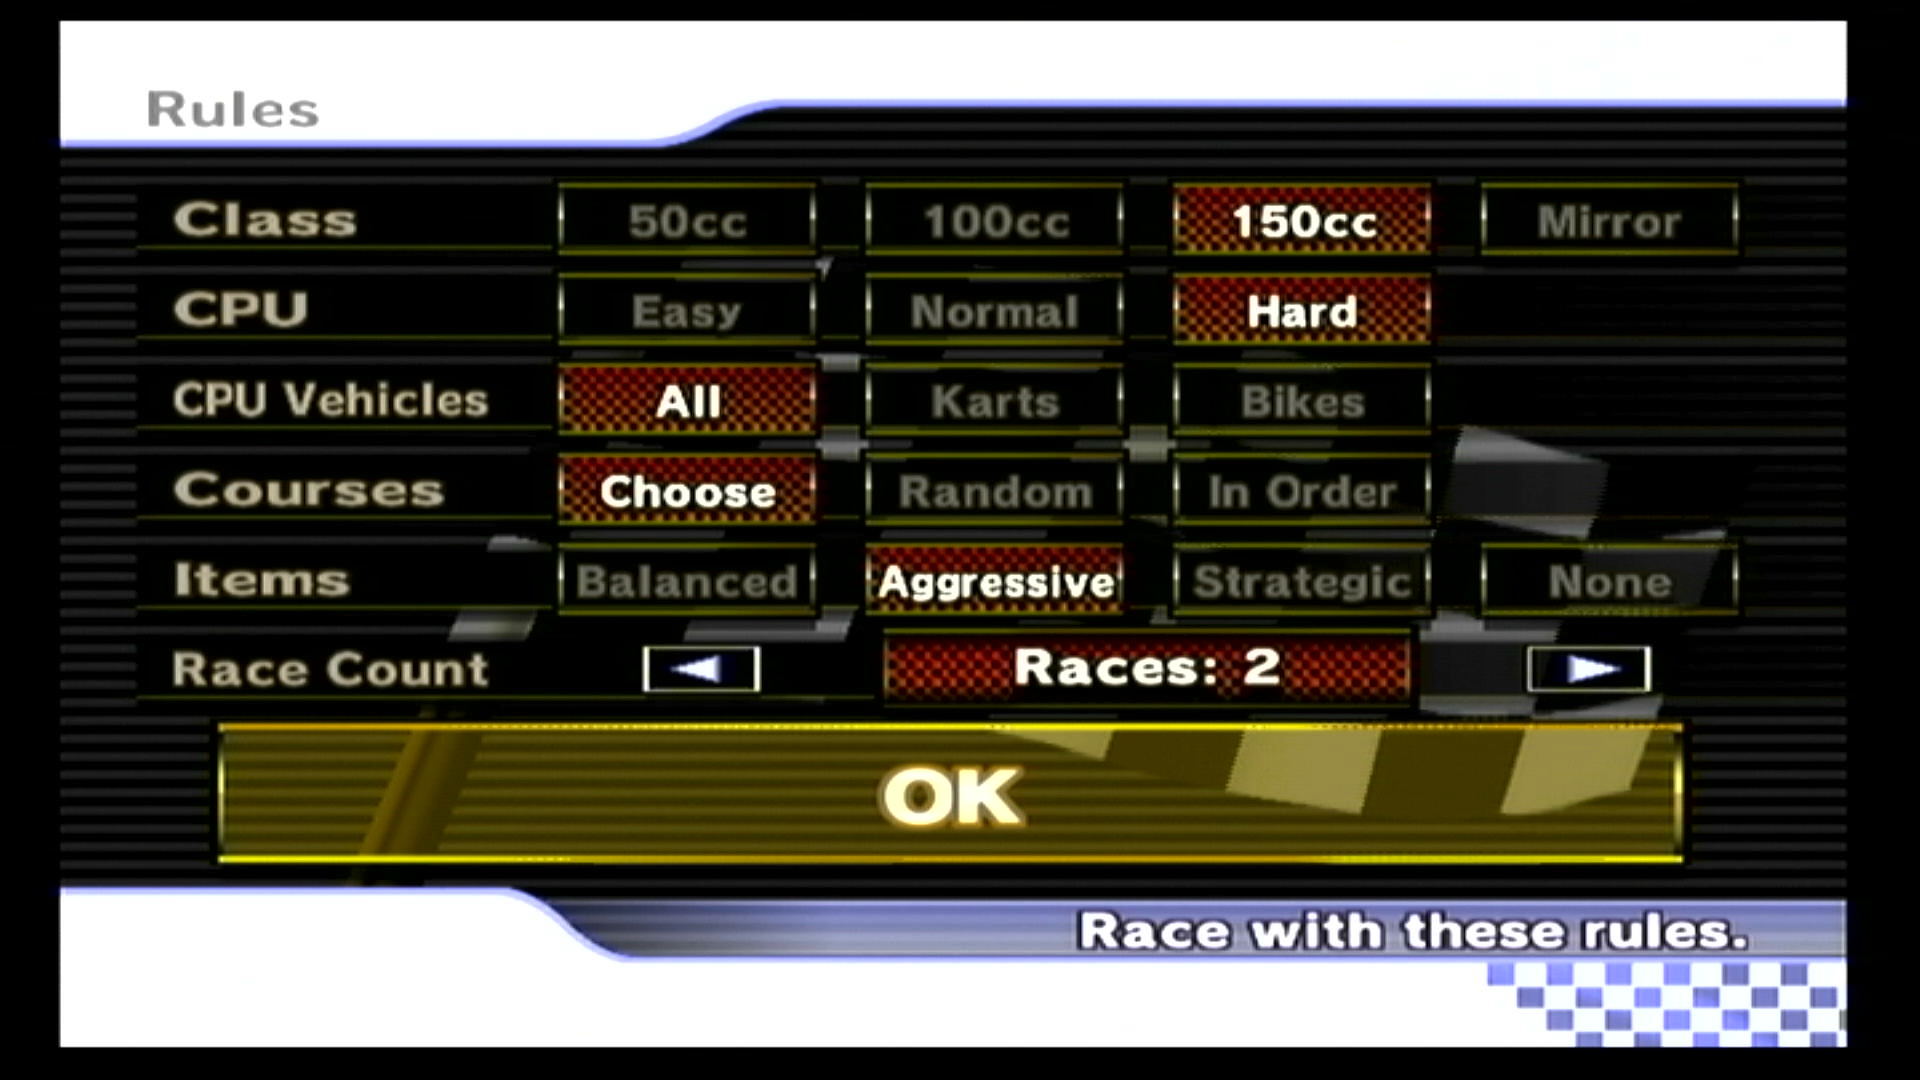 Rules
Class 50cc 100cc 150cc Mirror
CPU Easy Normal Hard
CPU Vehicles All Karts Bikes
Courses Choose Random In Order
Items Balanced Aggressive Strategic None
Race Count Races: 2
OK
Race with these rules.